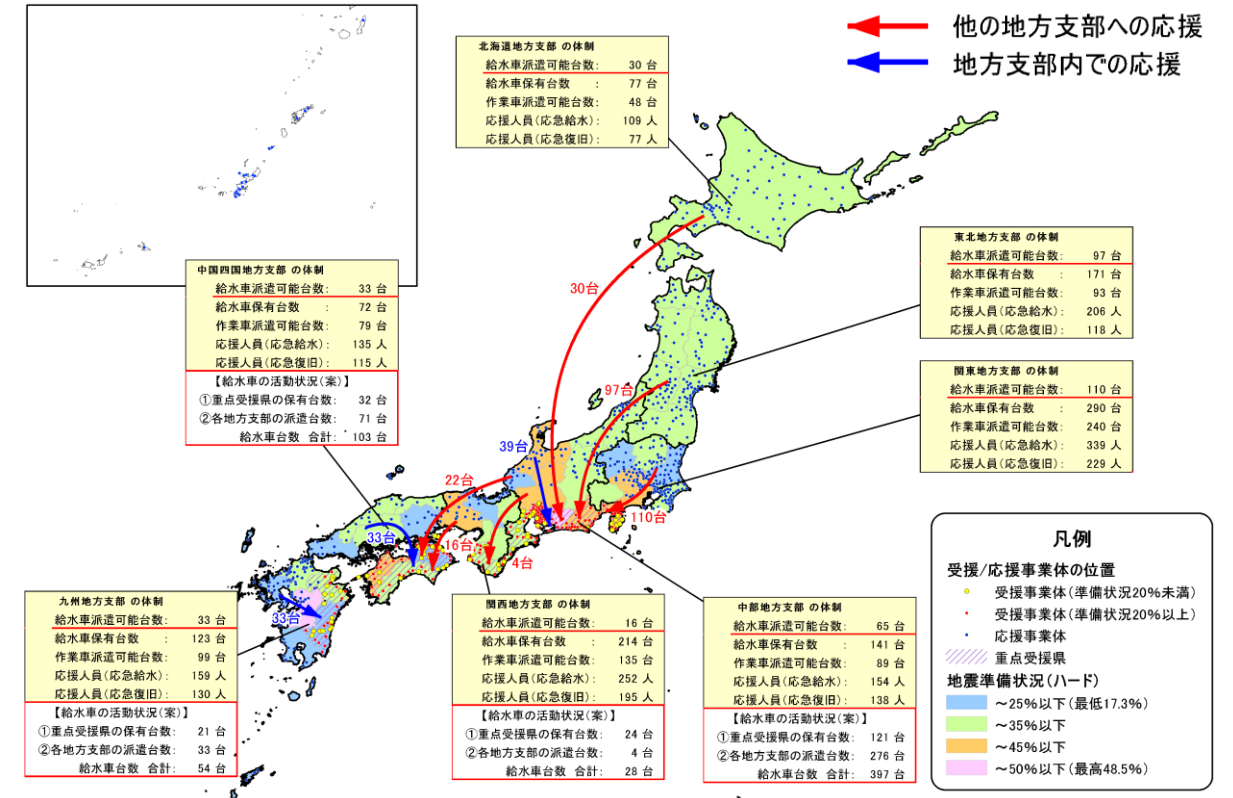 他の地方支部への応援
地方支部内での応援
北海道地方支部 の体制
給水車派遣可能台数: 30 台
給水車保有台数 : 77 台
作業車派遣可能台数: 48 台
応援人員(応急給水): 109 人
応援人員(応急復旧): 77 人
東北地方支部 の体制
給水車派遣可能台数: 97 台
給水車保有台数 : 171 台
作業車派遣可能台数: 93 台
応援人員(応急給水): 206 人
応援人員(応急復旧): 118 人
中国四国地方支部 の体制
給水車派遣可能台数: 33 台
給水車保有台数: 72 台
作業車派遣可能台数: 79 台
応援人員(応急給水): 135 人
応援人員(応急復旧): 115 人
【給水車の活動状況(案)】
①重点受援県の保有台数: 32 台
②各地方支部の派遣台数: 71 台
給水車台数 合計: 103 台
関東地方支部 の体制
給水車派遣可能台数: 110 台
給水車保有台数 : 290 台
作業車派遣可能台数: 240 台
応援人員(応急給水): 339 人
応援人員(応急復旧): 229 人
30台
97台
39台
22台
110台
33台
16台
4台
33台
九州地方支部 の体制
給水車派遣可能台数: 33 台
給水車保有台数 : 123 台
作業車派遣可能台数: 99 台
応援人員(応急給水): 159 人
応援人員(応急復旧): 130 人
【給水車の活動状況(案)】
①重点受援県の保有台数: 21 台
②各地方支部の派遣台数: 33 台
給水車台数 合計: 54 台
関西地方支部 の体制
給水車派遣可能台数: 16 台
給水車保有台数 : 214 台
作業車派遣可能台数: 135 台
応援人員(応急給水): 252 人
応援人員(応急復旧): 195 人
【給水車の活動状況(案)】
①重点受援県の保有台数: 24 台
②各地方支部の派遣台数: 4 台
給水車台数 合計: 28 台
中部地方支部 の体制
給水車派遣可能台数: 65 台
給水車保有台数 : 141 台
作業車派遣可能台数: 89 台
応援人員(応急給水): 154 人
応援人員(応急復旧): 138 人
【給水車の活動状況(案)】
①重点受援県の保有台数: 121 台
②各地方支部の派遣台数: 276 台
給水車台数 合計: 397 台
凡例
受援/応援事業体の位置
受援事業体(準備状況20%未満)
受援事業体(準備状況20%以上)
応援事業体
重点受援県
地震準備状況(ハード)
～25%以下(最低17.3%)
～35%以下
～45%以下
～50%以下(最高48.5%)